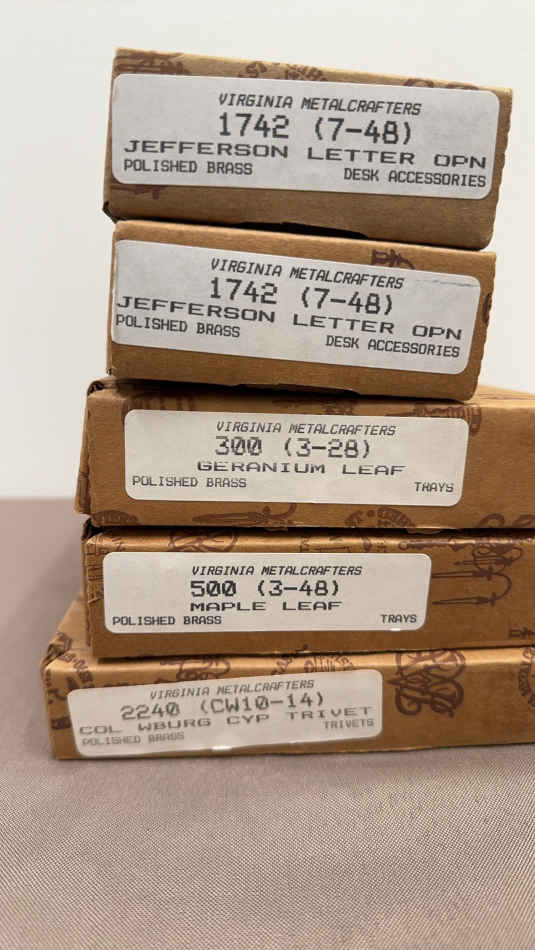 VIRGINIA METALCRAFTERS
1742 (7-48)
JEFFERSON LETTER OPN
POLISHED BRASS DESK ACCESSORIES
VIRGINIA METALCRAFTERS
1742 (7-48)
JEFFERSON LETTER OPN
POLISHED BRASS DESK ACCESSORIES
VIRGINIA METALCRAFTERS
300 (3-28)
GERANIUM LEAF
POLISHED BRASS TRAYS
VIRGINIA METALCRAFTERS
500 (3-48)
MAPLE LEAF
POLISHED BRASS TRAYS
VIRGINIA METALCRAFTERS
2240 (CW10-14)
COL WBURG CYP TRIVET
POLISHED BRASS TRIVETS